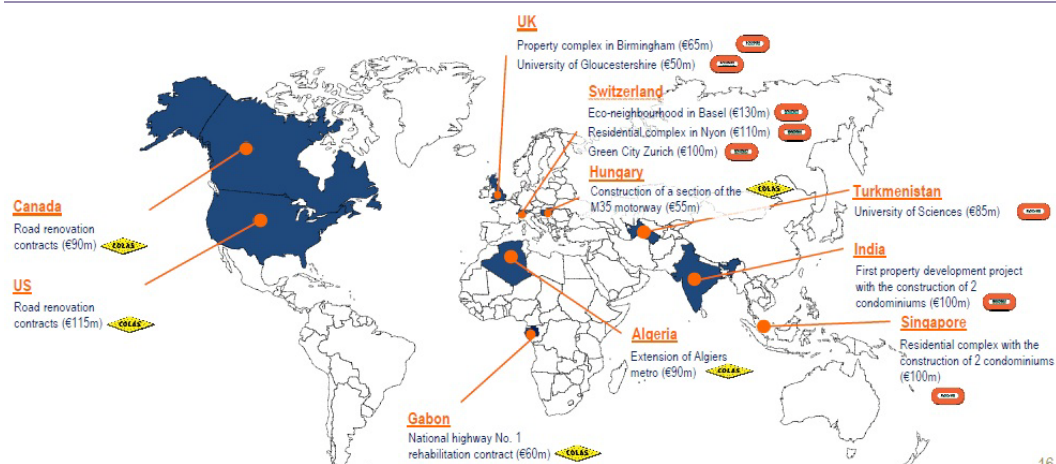 UK
Property complex in Birmingham (€65m)
University of Gloucestershire (€50m)
Switzerland
Eco-neighbourhood in Basel (€130m)
Residential complex in Nyon (€110m)
Green City Zurich (€100m)
Hungary
Construction of a section of the
M35 motorway (€55m)
COLAS
Turkmenistan
University of Sciences (€85m)
India
First property development project
with the construction of 2
condominiums (€100m)
Singapore
Residential complex with the
construction of 2 condominiums
(€100m)
Canada
Road renovation
contracts (€90m)
COLAS
US
Road renovation
contracts (€115m)
COLAS
Algeria
Extension of Algiers
metro (€90m)
COLAS
Gabon
National highway No. 1
rehabilitation contract (€60m)
COLAS
16